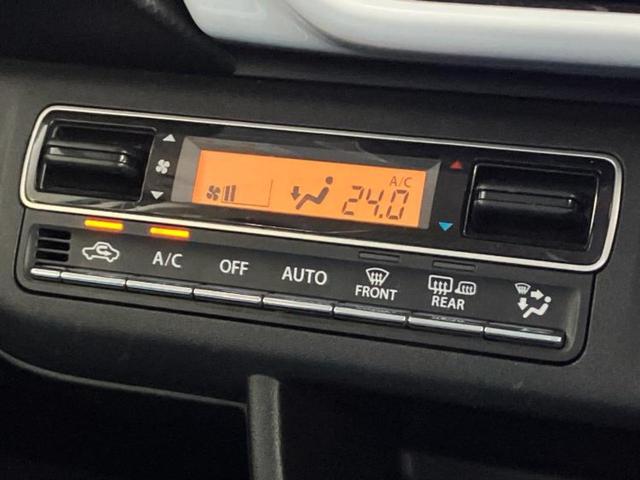 A/C
24.0
A/C OFF AUTO FRONT REAR